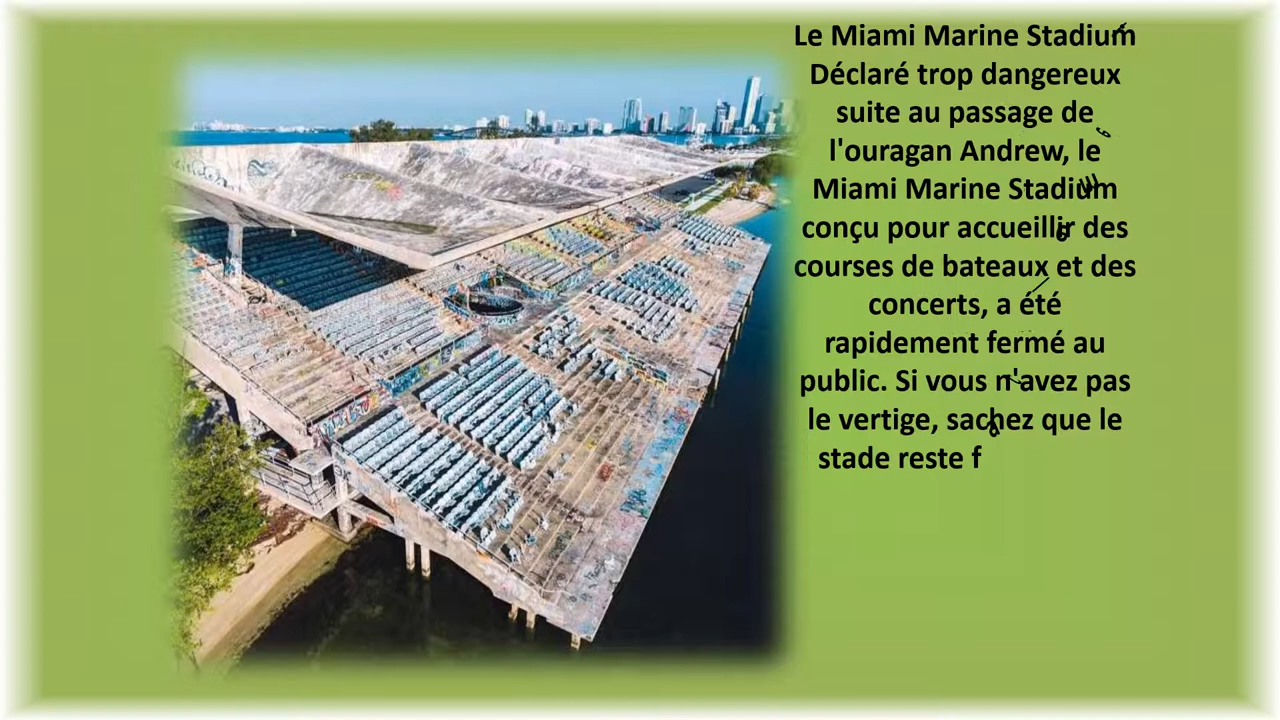 Le Miami Marine Stadium
Déclaré trop dangereux
suite au passage de
l'ouragan Andrew, le
Miami Marine Stadium
conçu pour accueillir des
courses de bateaux et des
concerts, a été
rapidement fermé au
public. Si vous n'avez pas
le vertige, sachez que le
stade reste f